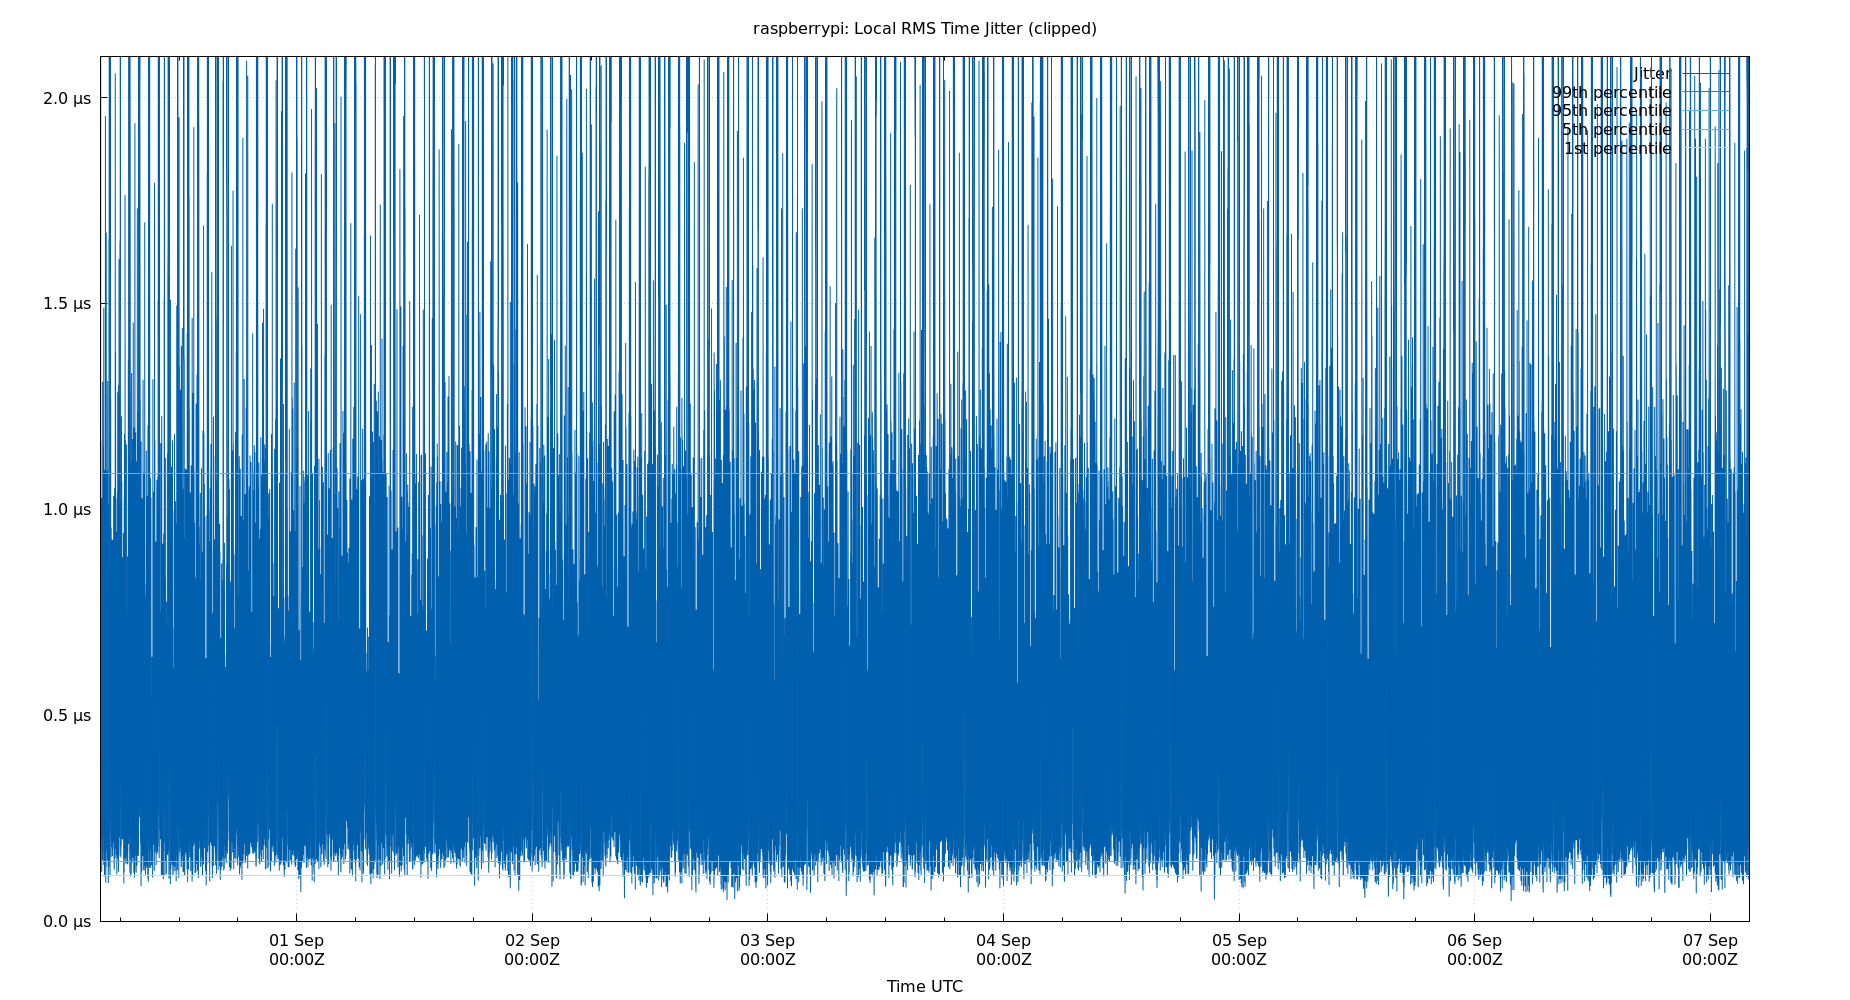 raspberrypi: Local RMS Time Jitter (clipped)
Jitter
99th percentile
95th percentile
5th percentile
1st percentile
2.0 μs
1.5 μs
1.0 μs
0.5 μs
0.0 μs
01 Sep 02 Sep 03 Sep 04 Sep 05 Sep 06 Sep 07 Sep
00:00Z 00:00Z 00:00Z 00:00Z 00:00Z 00:00Z 00:00Z
Time UTC